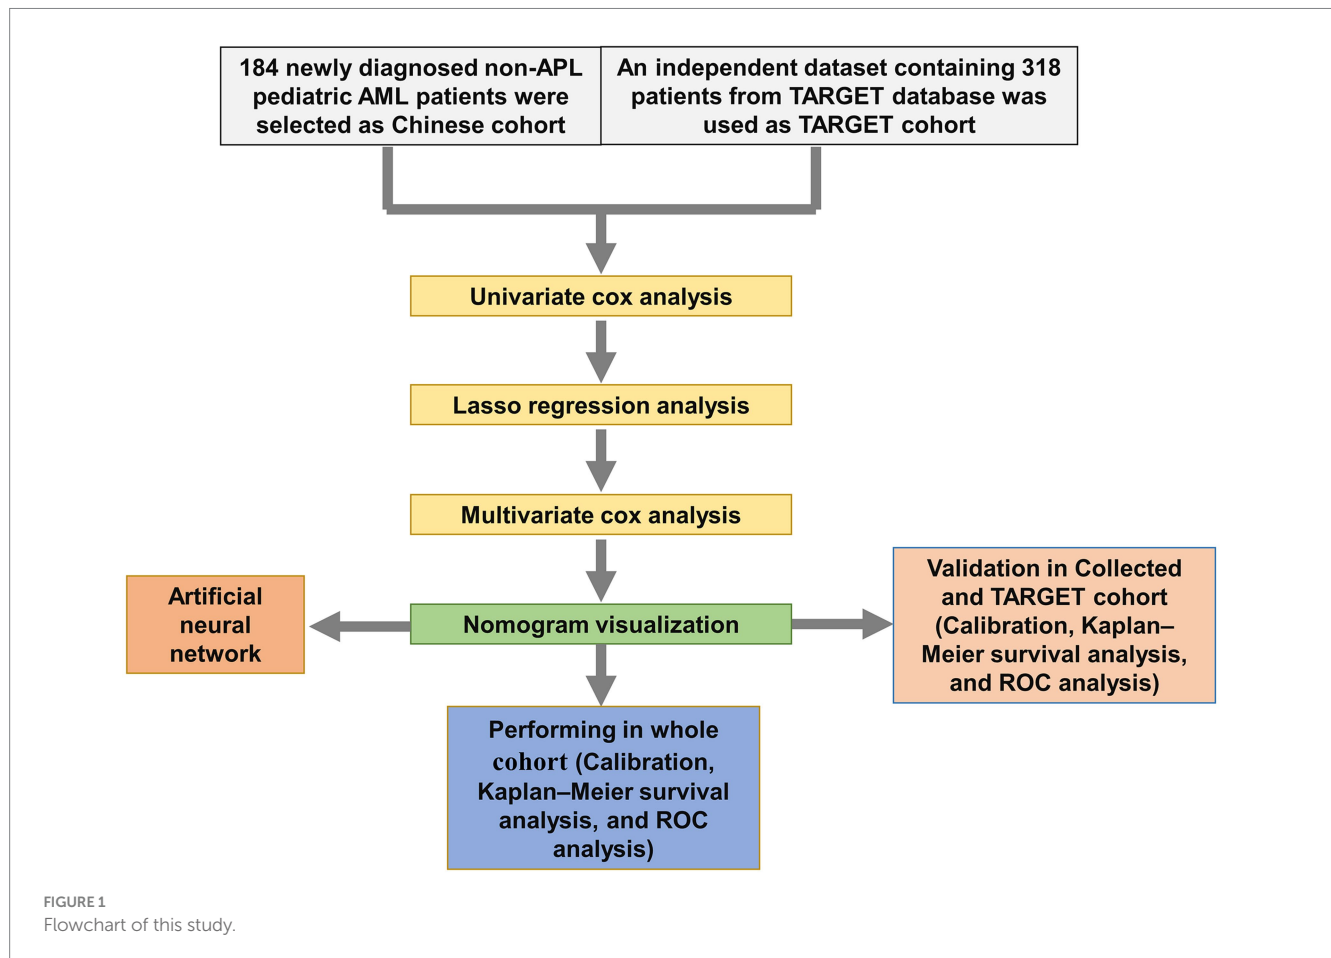 184 newly diagnosed non-APL
pediatric AML patients were
selected as Chinese cohort
An independent dataset containing 318
patients from TARGET database was
used as TARGET cohort
Univariate cox analysis
Lasso regression analysis
Multivariate cox analysis
Artificial
neural
network
Nomogram visualization
Validation in Collected
and TARGET cohort
(Calibration, Kaplan–
Meier survival analysis,
and ROC analysis)
Performing in whole
cohort (Calibration,
Kaplan–Meier survival
analysis, and ROC
analysis)
FIGURE 1
Flowchart of this study.